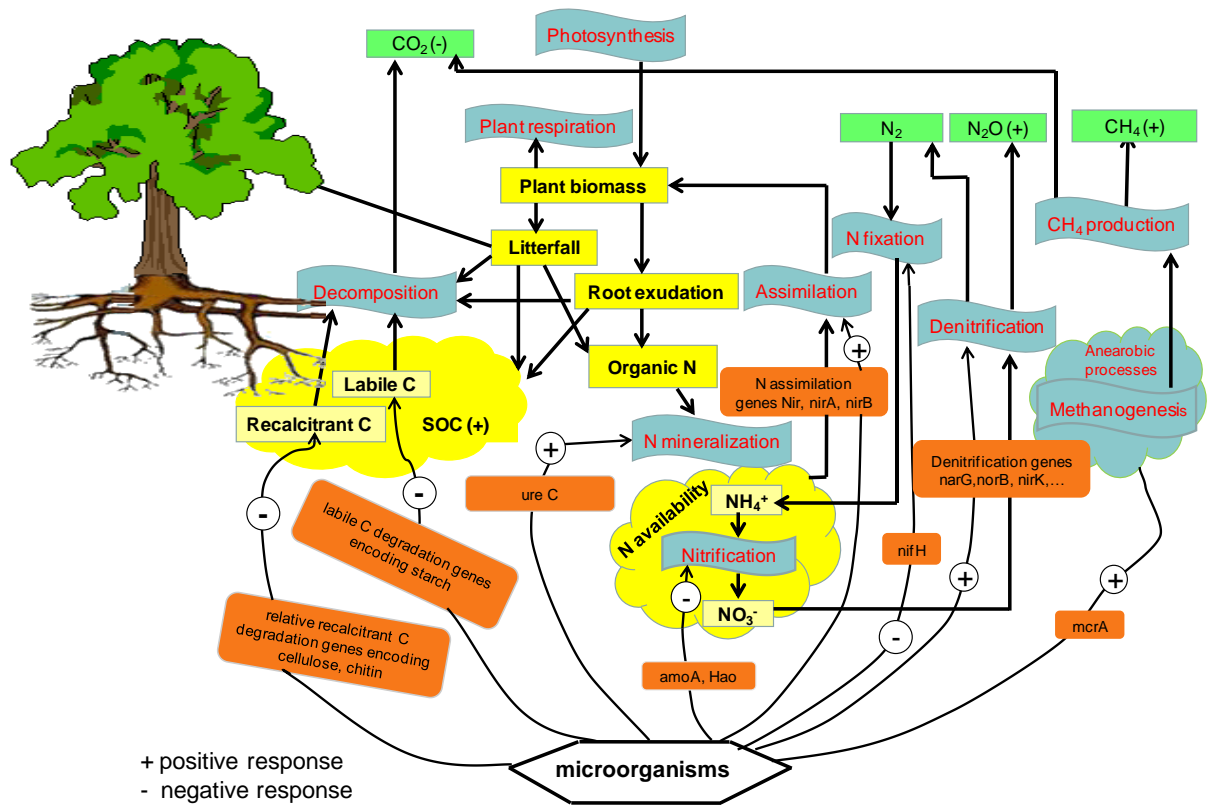 Photosynthesis
CO₂(-)
Plant respiration
N₂
N₂O(+)
CH₄(+)
Plant biomass
Litterfall
N fixation
CH₄ production
Decomposition
Root exudation
Assimilation
Denitrification
Organic N
Labile C
Recalcitrant C
SOC (+)
+
N assimilation
genes Nir, nirA, nirB
Anearobic
processes
Methanogenesis
+
N mineralization
ure C
-
-
labile C degradation genes
encoding starch
N availability
NH₄⁺
Nitrification
-
NO₃⁻
Denitrification genes
narG,norB, nirK,...
nifH
-
+
+
mcrA
relative recalcitrant C
degradation genes encoding
cellulose, chitin
amoA, Hao
microorganisms
+ positive response
- negative response